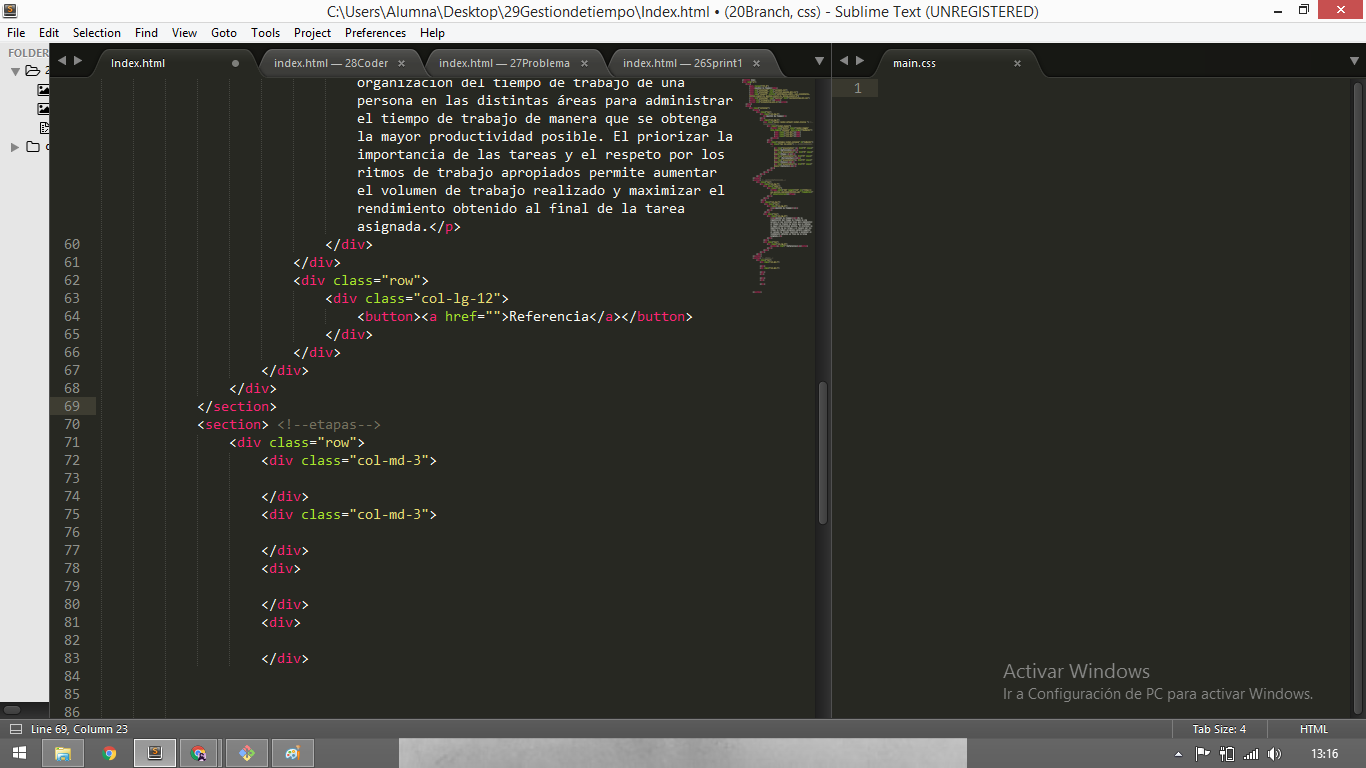 C:\Users\Alumna\Desktop\29Gestiondetiempo\Index.html • (20Branch, css) - Sublime Text (UNREGISTERED)
File Edit Selection Find View Goto Tools Project Preferences Help
FOLDER
2
Index.html
index.html — 28Coder
index.html — 27Problema
index.html — 26Sprint1
main.css
organización del tiempo de trabajo de una
persona en las distintas áreas para administrar
el tiempo de trabajo de manera que se obtenga
la mayor productividad posible. El priorizar la
importancia de las tareas y el respeto por los
ritmos de trabajo apropiados permite aumentar
el volumen de trabajo realizado y maximizar el
rendimiento obtenido al final de la tarea
asignada.</p>
60 </div>
61 </div>
62 <div class="row">
63 <div class="col-lg-12">
64 <button><a href="">Referencia</a></button>
65 </div>
66 </div>
67 </div>
68 </div>
69 </section>
70 <section> <!--etapas-->
71 <div class="row">
72 <div class="col-md-3">
73
74 </div>
75 <div class="col-md-3">
76
77 </div>
78 <div>
79
80 </div>
81 <div>
82
83 </div>
84
85
86
1
Activar Windows
Ir a Configuración de PC para activar Windows.
Line 69, Column 23
Tab Size: 4
HTML
13:16